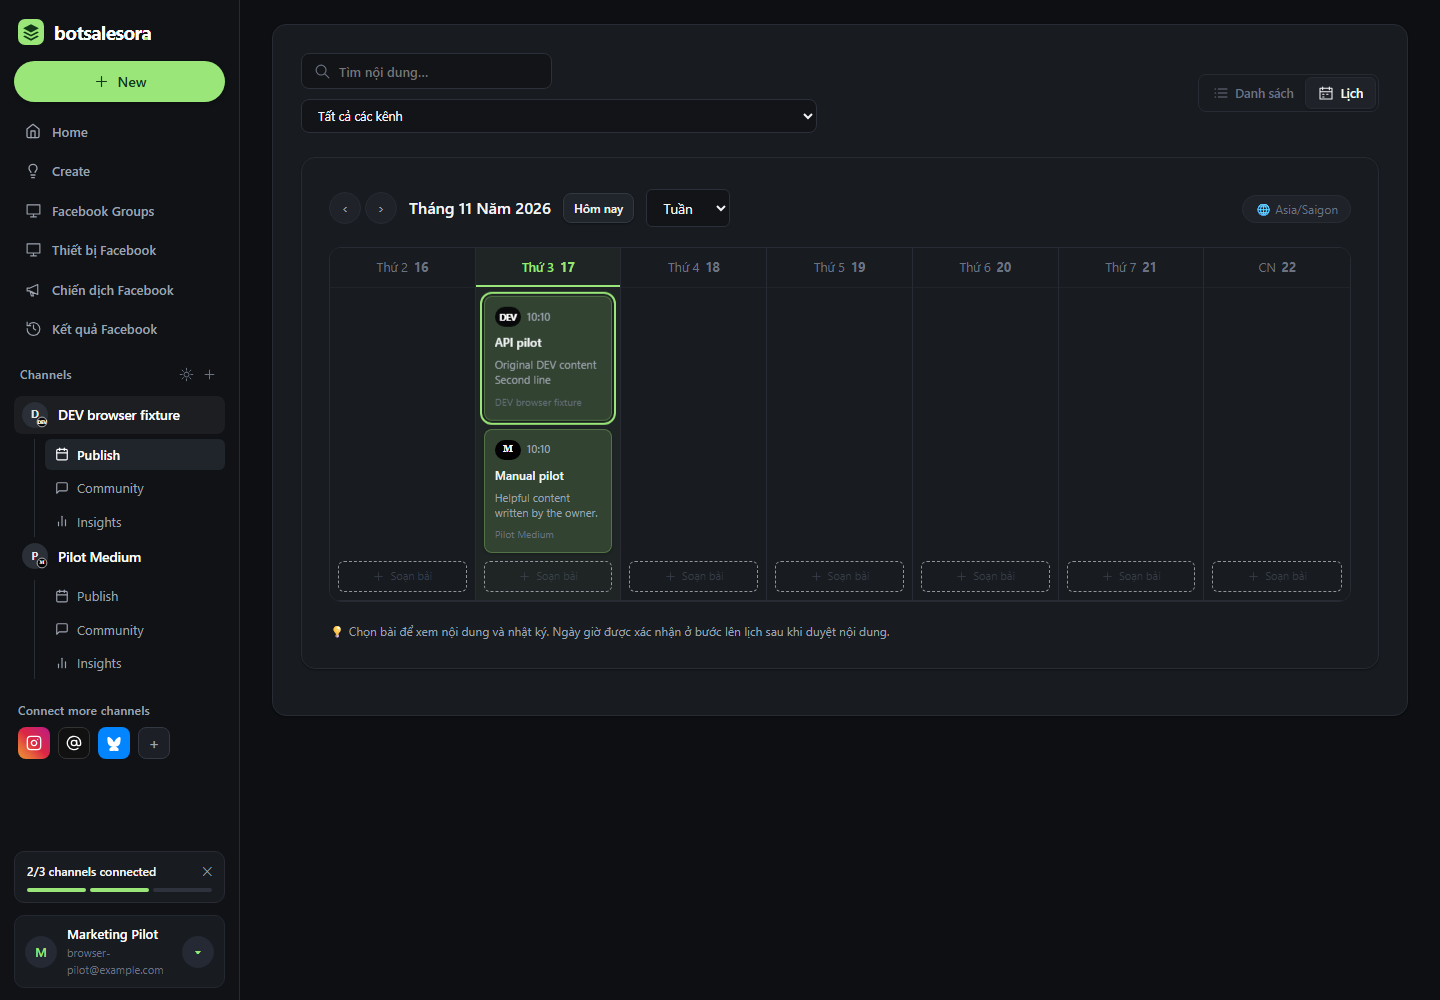 botsalesora
+ New
Home
Create
Facebook Groups
Thiết bị Facebook
Chiến dịch Facebook
Kết quả Facebook
Channels
D
DEV
DEV browser fixture
Publish
Community
Insights
P
M
Pilot Medium
Publish
Community
Insights
Connect more channels
+
2/3 channels connected
M
Marketing Pilot
browser-
pilot@example.com
Tìm nội dung...
Tất cả các kênh
Danh sách
Lịch
‹ › Tháng 11 Năm 2026 Hôm nay Tuần
Asia/Saigon
Thứ 2 16
Thứ 3 17
Thứ 4 18
Thứ 5 19
Thứ 6 20
Thứ 7 21
CN 22
DEV 10:10
API pilot
Original DEV content
Second line
DEV browser fixture
M 10:10
Manual pilot
Helpful content
written by the owner.
Pilot Medium
+ Soạn bài
+ Soạn bài
+ Soạn bài
+ Soạn bài
+ Soạn bài
+ Soạn bài
+ Soạn bài
Chọn bài để xem nội dung và nhật ký. Ngày giờ được xác nhận ở bước lên lịch sau khi duyệt nội dung.